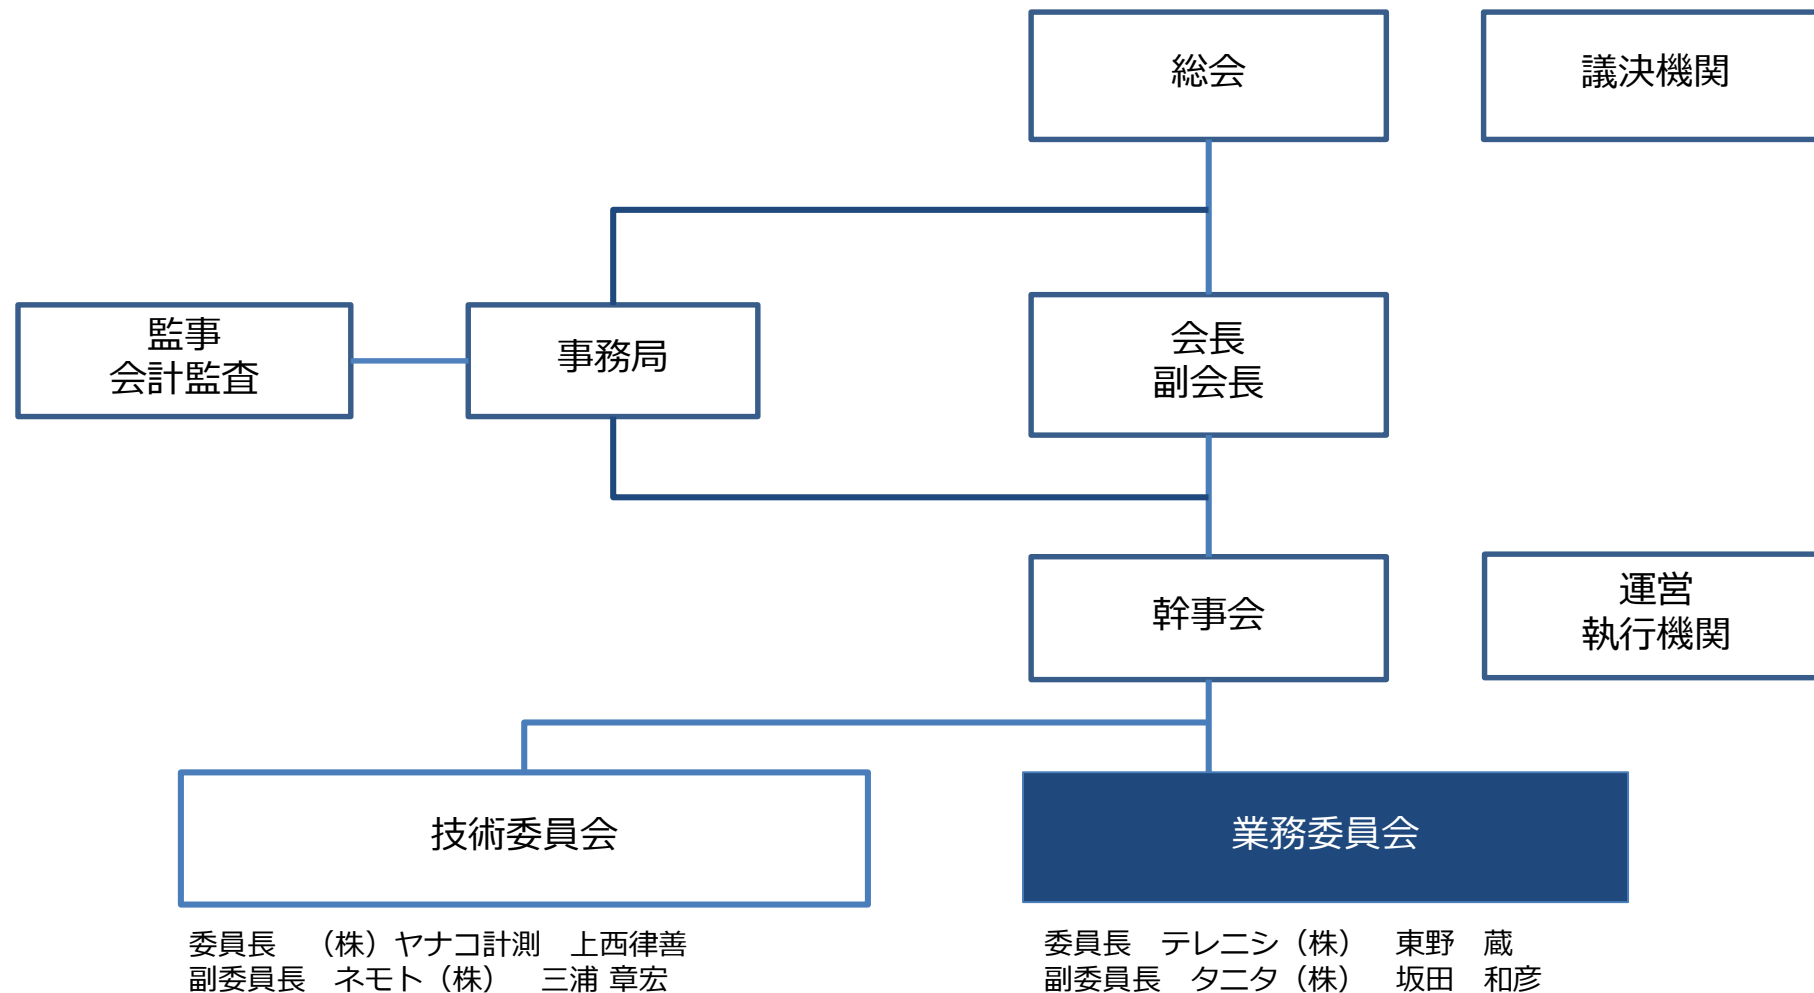 総会
議決機関
監事
会計監査
事務局
会長
副会長
幹事会
運営
執行機関
技術委員会
業務委員会
委員長　（株）ヤナコ計測　上西律善
副委員長　ネモト（株）　三浦 章宏
委員長　テレニシ（株）　東野　蔵
副委員長　タニタ（株）　坂田　和彦